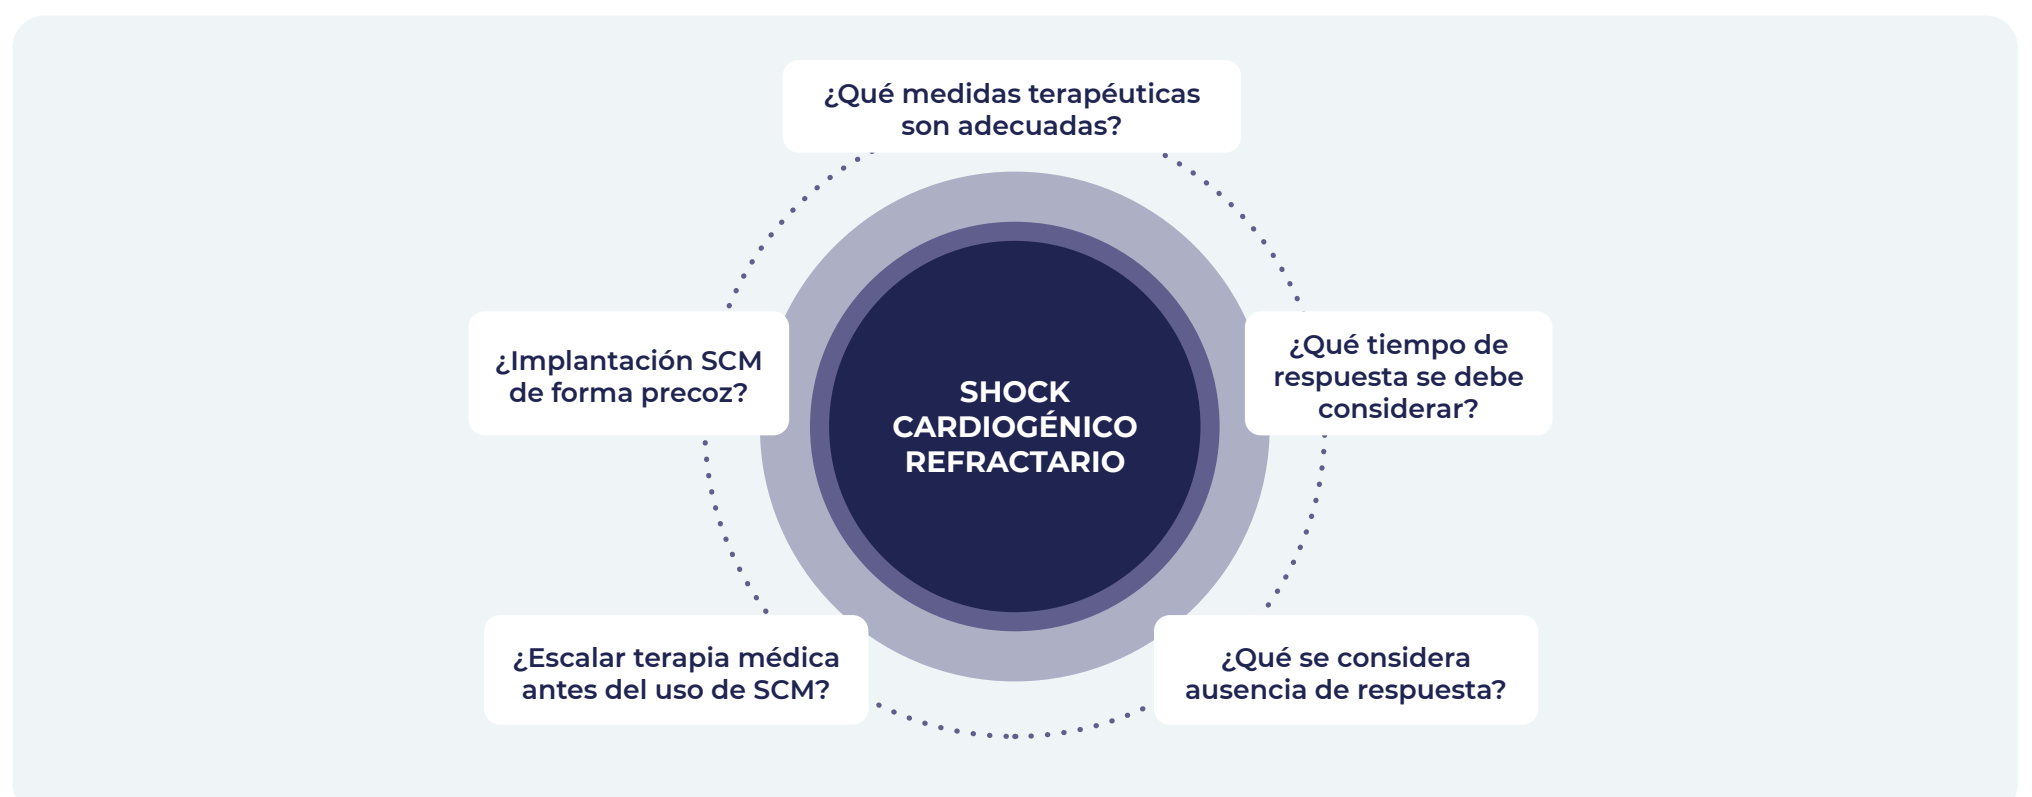 ¿Qué medidas terapéuticas
son adecuadas?
¿Implantación SCM
de forma precoz?
SHOCK
CARDIOGÉNICO
REFRACTARIO
¿Qué tiempo de
respuesta se debe
considerar?
¿Escalar terapia médica
antes del uso de SCM?
¿Qué se considera
ausencia de respuesta?